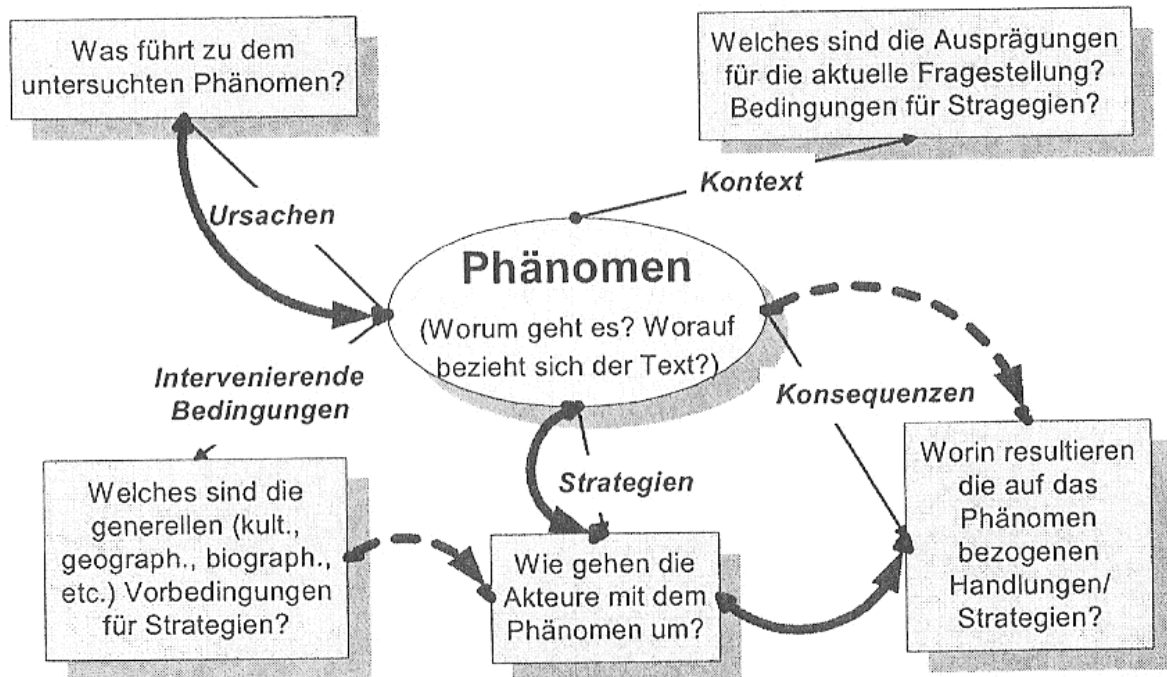 Was führt zu dem
untersuchten Phänomen?
Welches sind die Ausprägungen
für die aktuelle Fragestellung?
Bedingungen für Stragegien?
Kontext
Ursachen
Phänomen
(Worum geht es? Worauf
bezieht sich der Text?)
Intervenierende
Bedingungen
Konsequenzen
Strategien
Welches sind die
generellen (kult.,
geograph., biograph.,
etc.) Vorbedingungen
für Strategien?
Wie gehen die
Akteure mit dem
Phänomen um?
Worin resultieren
die auf das
Phänomen
bezogenen
Handlungen/
Strategien?